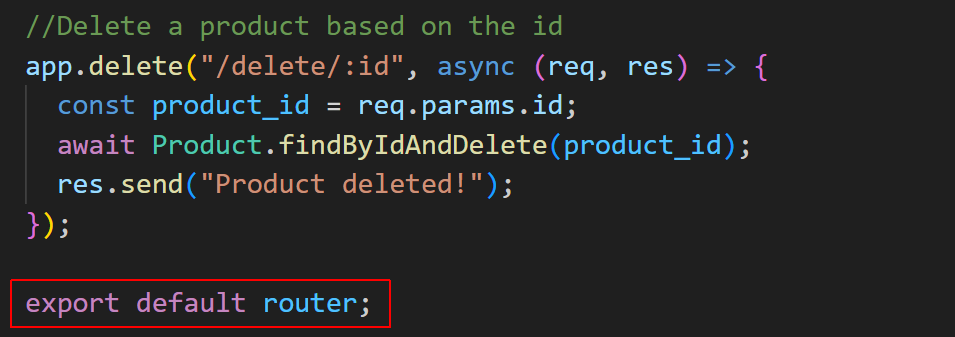 //Delete a product based on the id
app.delete("/delete/:id", async (req, res) => {
  const product_id = req.params.id;
  await Product.findByIdAndDelete(product_id);
  res.send("Product deleted!");
});
export default router;